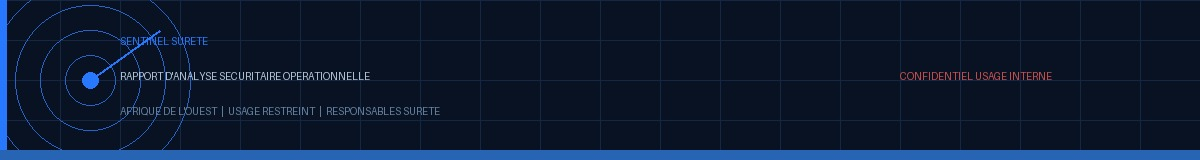 SENTINEL SURETE
RAPPORT D'ANALYSE SECURITAIRE OPERATIONNELLE
CONFIDENTIEL USAGE INTERNE
AFRIQUE DE L'OUEST | USAGE RESTREINT | RESPONSABLES SURETE